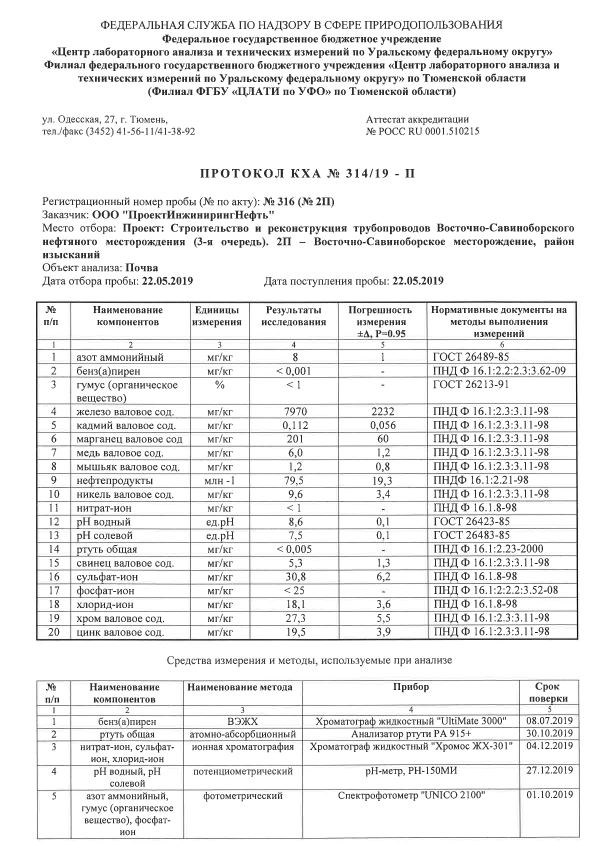 ФЕДЕРАЛЬНАЯ СЛУЖБА ПО НАДЗОРУ В СФЕРЕ ПРИРОДОПОЛЬЗОВАНИЯ
Федеральное государственное бюджетное учреждение
«Центр лабораторного анализа и технических измерений по Уральскому федеральному округу»
Филиал федерального государственного бюджетного учреждения «Центр лабораторного анализа и
технических измерений по Уральскому федеральному округу» по Тюменской области
(Филиал ФГБУ «ЦЛАТИ по УФО» по Тюменской области)
ул. Одесская, 27, г. Тюмень, Аттестат аккредитации
тел./факс (3452) 41-56-11/41-38-92 № РОСС RU 0001.510215
ПРОТОКОЛ КХА № 314/19 - П
Регистрационный номер пробы (№ по акту): № 316 (№ 2П)
Заказчик: ООО "ПроектИнжинирингНефть"
Место отбора: Проект: Строительство и реконструкция трубопроводов Восточно-Савиноборского
нефтяного месторождения (3-я очередь). 2П – Восточно-Савиноборское месторождение, район
изысканий
Объект анализа: Почва
Дата отбора пробы: 22.05.2019 Дата поступления пробы: 22.05.2019
№ Наименование Единицы Результаты Погрешность Нормативные документы на
п/п компонентов измерения исследования измерения методы выполнения
±Δ, P=0.95 измерений
1 2 3 4 5 6
1 азот аммонийный мг/кг 8 1 ГОСТ 26489-85
2 бенз(а)пирен мг/кг < 0,001 - ПНД Ф 16.1:2.2:2.3:3.62-09
3 гумус (органическое % < 1 - ГОСТ 26213-91
вещество)
4 железо валовое сод. мг/кг 7970 2232 ПНД Ф 16.1:2.3:3.11-98
5 кадмий валовое сод. мг/кг 0,112 0,056 ПНД Ф 16.1:2.3:3.11-98
6 марганец валовое сод мг/кг 201 60 ПНД Ф 16.1:2.3:3.11-98
7 медь валовое сод. мг/кг 6,0 1,2 ПНД Ф 16.1:2.3:3.11-98
8 мышьяк валовое сод. мг/кг 1,2 0,8 ПНД Ф 16.1:2.3:3.11-98
9 нефтепродукты млн -1 79,5 19,3 ПНДФ 16.1:2.21-98
10 никель валовое сод. мг/кг 9,6 3,4 ПНД Ф 16.1:2.3:3.11-98
11 нитрат-ион мг/кг < 1 - ПНД Ф 16.1.8-98
12 рН водный ед.рН 8,6 0,1 ГОСТ 26423-85
13 рН солевой ед.рН 7,5 0,1 ГОСТ 26483-85
14 ртуть общая мг/кг < 0,005 - ПНД Ф 16.1:2.23-2000
15 свинец валовое сод. мг/кг 5,3 1,3 ПНД Ф 16.1:2.3:3.11-98
16 сульфат-ион мг/кг 30,8 6,2 ПНД Ф 16.1.8-98
17 фосфат-ион мг/кг < 25 - ПНД Ф 16.1:2:2.2:3.52-08
18 хлорид-ион мг/кг 18,1 3,6 ПНД Ф 16.1.8-98
19 хром валовое сод. мг/кг 27,3 5,5 ПНД Ф 16.1:2.3:3.11-98
20 цинк валовое сод. мг/кг 19,5 3,9 ПНД Ф 16.1:2.3:3.11-98
Средства измерения и методы, используемые при анализе
№ Наименование Наименование метода Прибор Срок
п/п компонентов поверки
1 2 3 4 5
1 бенз(а)пирен ВЭЖХ Хроматограф жидкостный "UltiMate 3000" 08.07.2019
2 ртуть общая атомно-абсорбционный Анализатор ртути РА 915+ 30.10.2019
3 нитрат-ион, сульфат- ионная хроматография Хроматограф жидкостный "Хромос ЖХ-301" 04.12.2019
ион, хлорид-ион
4 рН водный, рН потенциометрический рН-метр, РН-150МИ 27.12.2019
солевой
5 азот аммонийный, фотометрический Спектрофотометр "UNICO 2100" 01.10.2019
гумус (органическое
вещество), фосфат-
ион